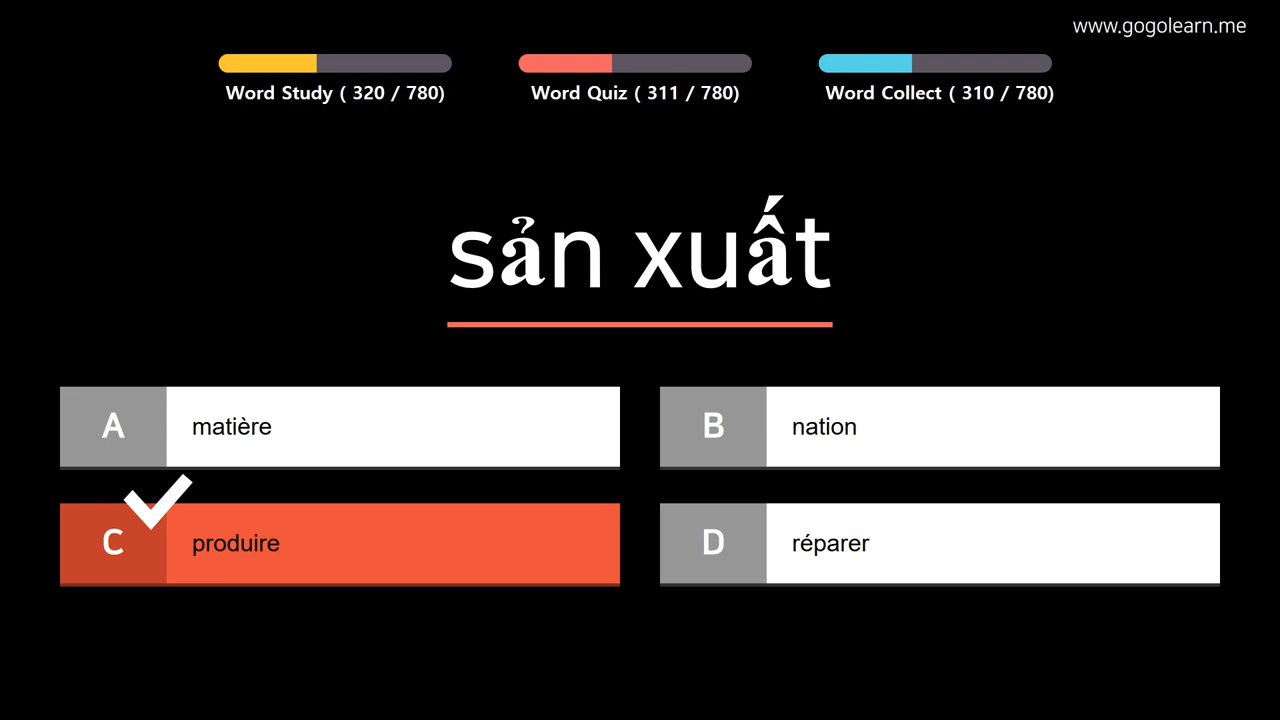 www.gogolearn.me
Word Study ( 320 / 780)
Word Quiz ( 311 / 780)
Word Collect ( 310 / 780)
sản xuất
A matière
B nation
C produire
D réparer